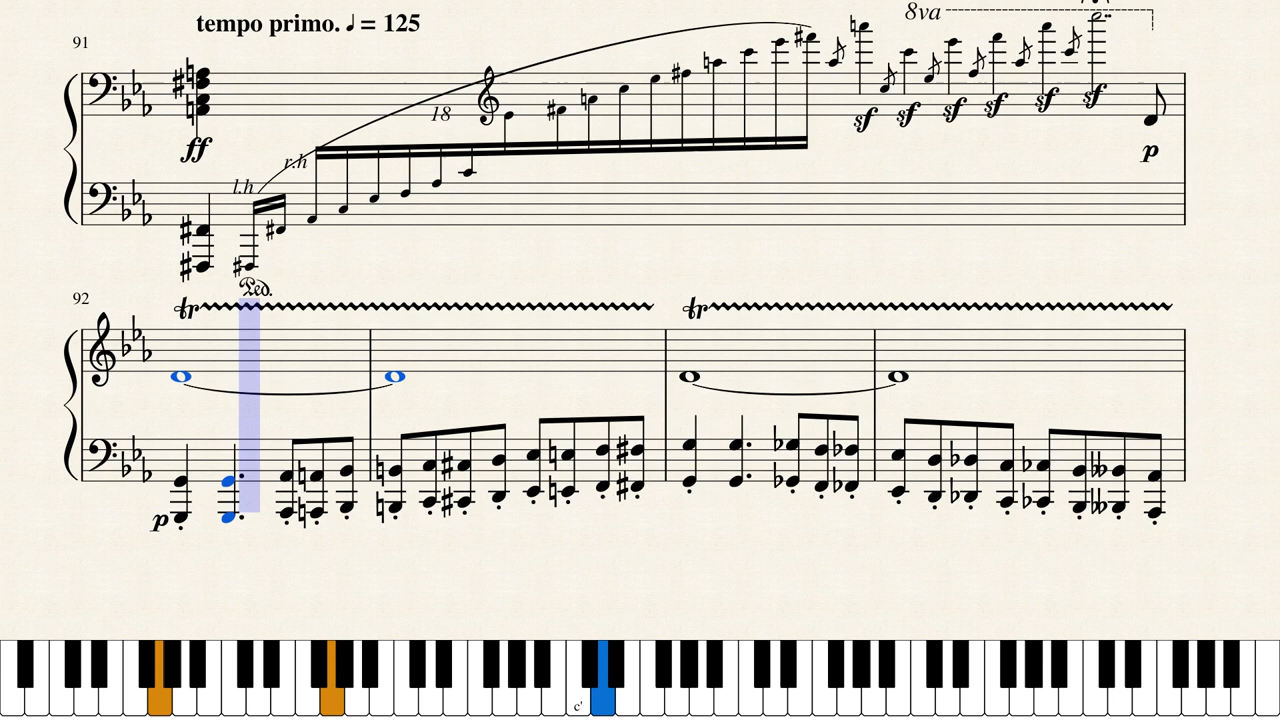 tempo primo. ♩ = 125
8va
91
18
ff
sf sf sf sf sf sf
p
r.h
l.h
Ped.
92
tr tr
p
c'